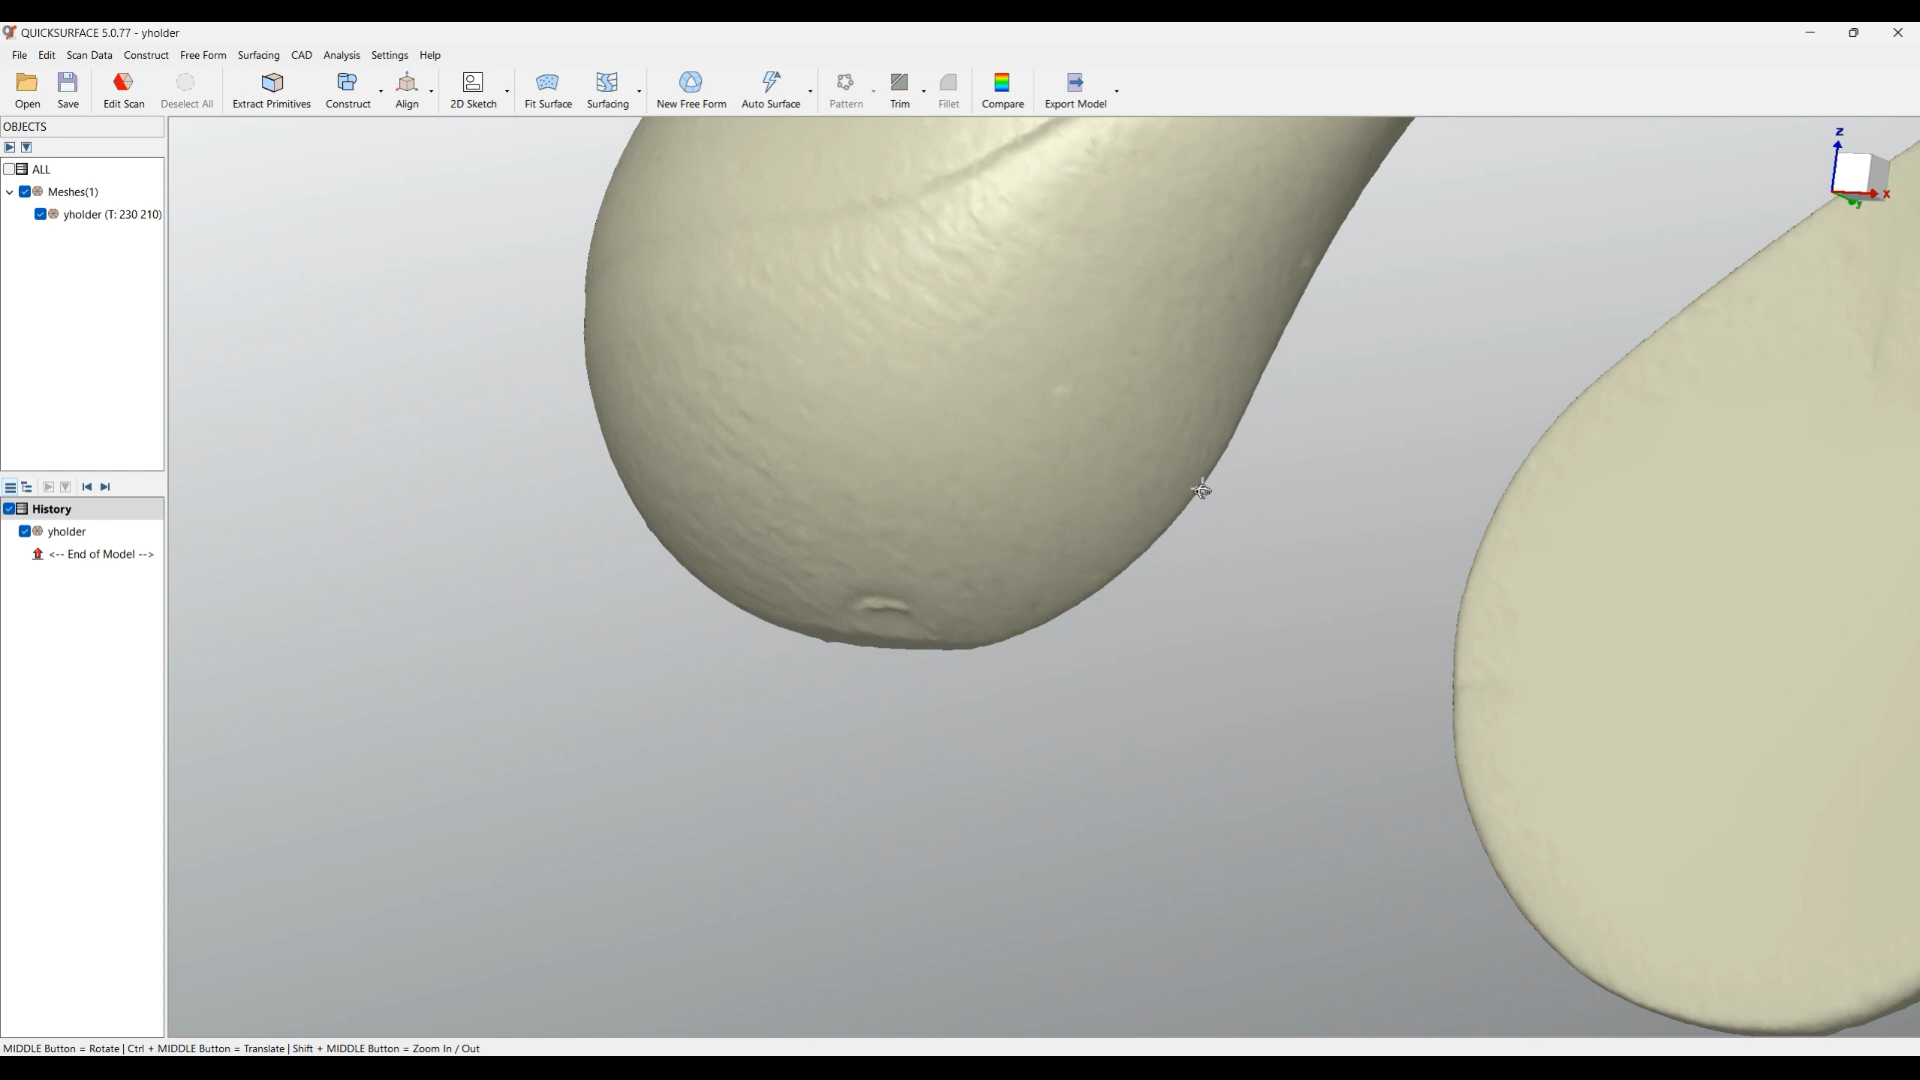 QUICKSURFACE 5.0.77 - yholder
File Edit Scan Data Construct Free Form Surfacing CAD Analysis Settings Help
Open Save Edit Scan Deselect All Extract Primitives Construct Align 2D Sketch Fit Surface Surfacing New Free Form Auto Surface Pattern Trim Fillet Compare Export Model
OBJECTS
ALL
Meshes(1)
yholder (T: 230 210)
History
yholder
<-- End of Model -->
z
x
y
MIDDLE Button = Rotate | Ctrl + MIDDLE Button = Translate | Shift + MIDDLE Button = Zoom In / Out